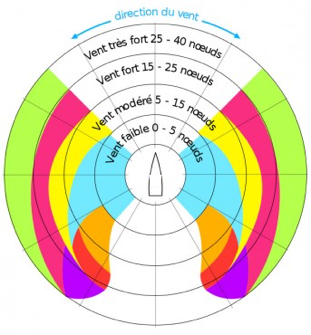 direction du vent
Vent très fort 25 - 40 nœuds
Vent fort 15 - 25 nœuds
Vent modéré 5 - 15 nœuds
Vent faible 0 - 5 nœuds